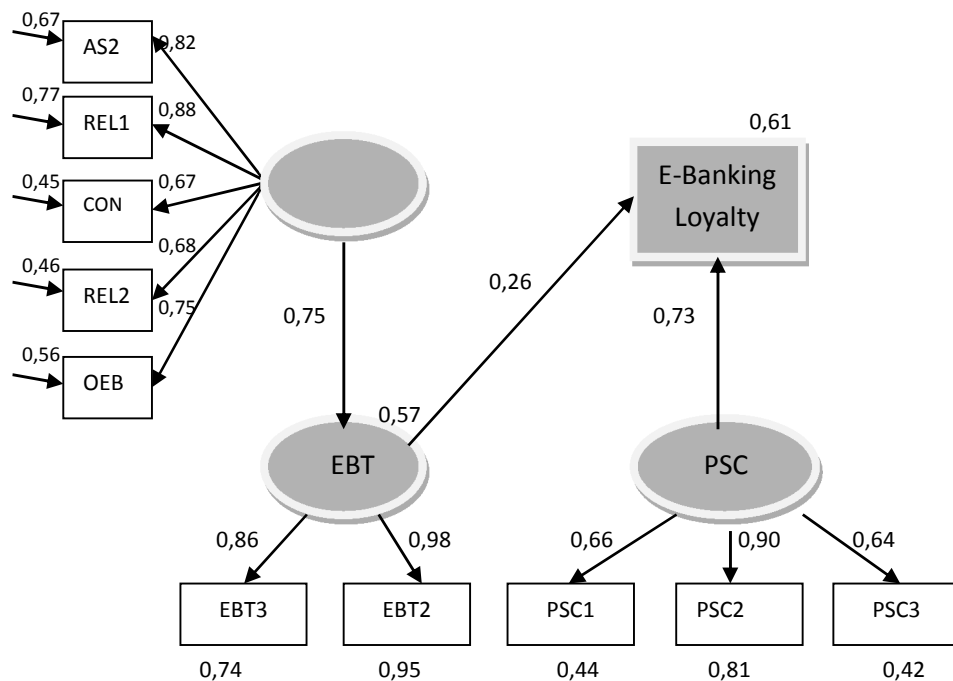 0,67
AS2
0,82
0,61
0,77
REL1
0,88
E-Banking
Loyalty
0,45
CON
0,67
0,46
REL2
0,68
0,26
0,75
0,75
0,73
0,56
OEB
0,57
EBT
PSC
0,86
0,98
0,66
0,90
0,64
EBT3
EBT2
PSC1
PSC2
PSC3
0,74
0,95
0,44
0,81
0,42